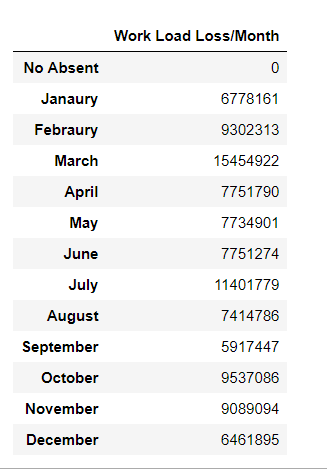 Work Load Loss/Month
No Absent 0
Janaury 6778161
Febraury 9302313
March 15454922
April 7751790
May 7734901
June 7751274
July 11401779
August 7414786
September 5917447
October 9537086
November 9089094
December 6461895